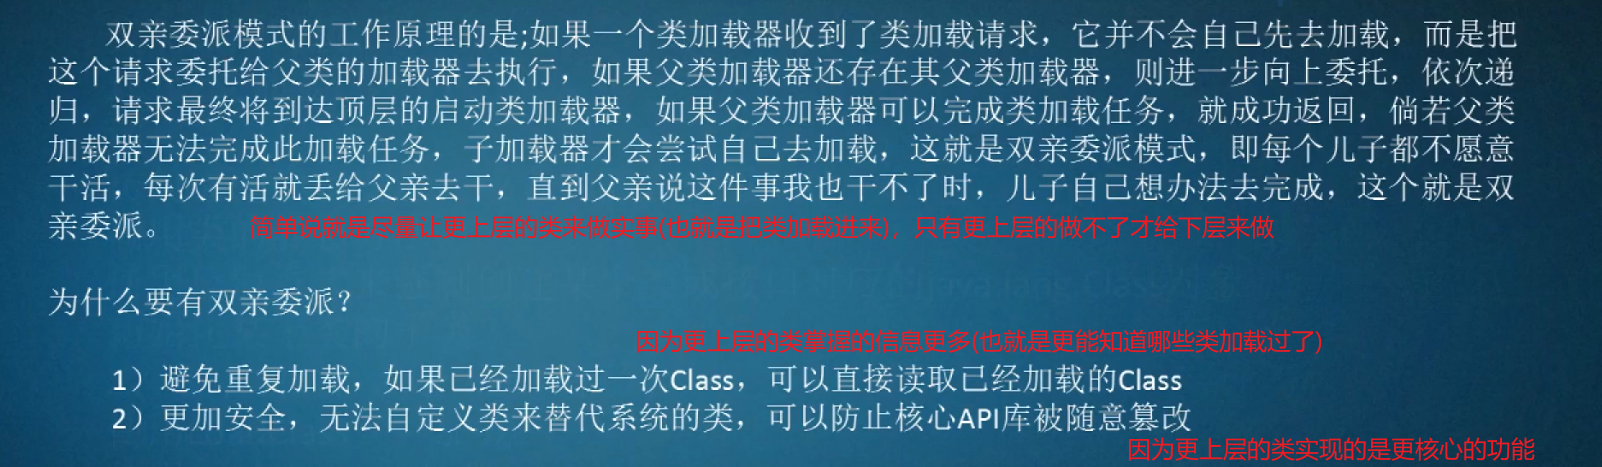 双亲委派模式的工作原理的是;如果一个类加载器收到了类加载请求，它并不会自己先去加载，而是把
这个请求委托给父类的加载器去执行，如果父类加载器还存在其父类加载器，则进一步向上委托，依次递
归，请求最终将到达顶层的启动类加载器，如果父类加载器可以完成类加载任务，就成功返回，倘若父类
加载器无法完成此加载任务，子加载器才会尝试自己去加载，这就是双亲委派模式，即每个儿子都不愿意
干活，每次有活就丢给父亲去干，直到父亲说这件事我也干不了时，儿子自己想办法去完成，这个就是双
亲委派。
简单说就是尽量让更上层的类来做实事(也就是把类加载进来)，只有更上层的做不了才给下层来做
为什么要有双亲委派？
因为更上层的类掌握的信息更多(也就是更能知道哪些类加载过了)
1）避免重复加载，如果已经加载过一次Class，可以直接读取已经加载的Class
2）更加安全，无法自定义类来替代系统的类，可以防止核心API库被随意篡改
因为更上层的类实现的是更核心的功能